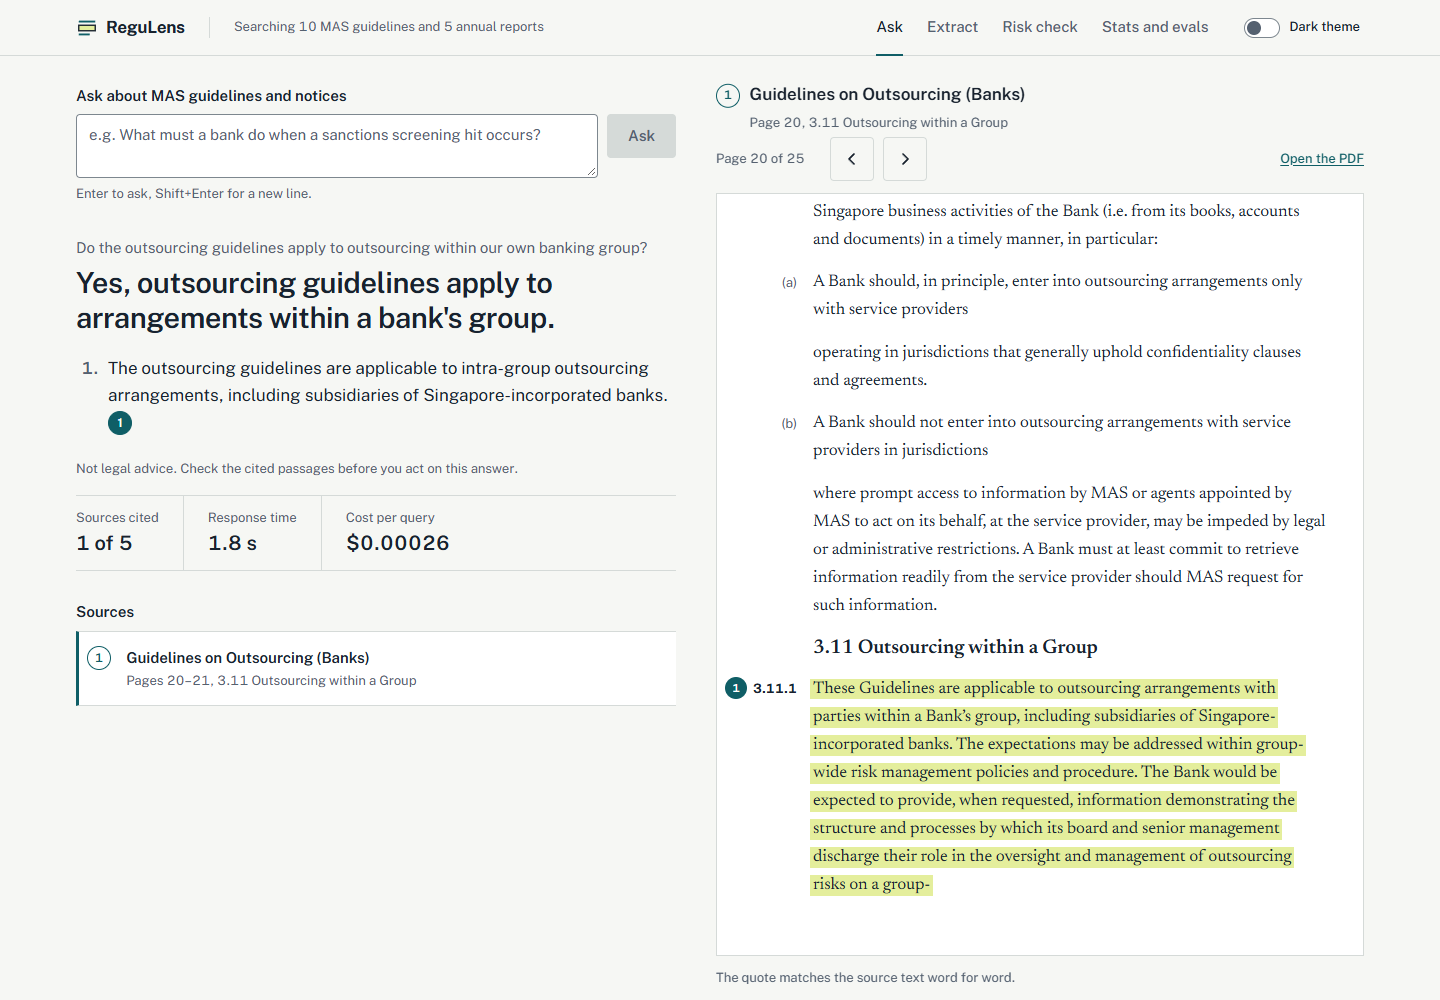 ReguLens
Searching 10 MAS guidelines and 5 annual reports
Ask
Extract
Risk check
Stats and evals
Dark theme
Ask about MAS guidelines and notices
e.g. What must a bank do when a sanctions screening hit occurs?
Ask
Enter to ask, Shift+Enter for a new line.
Do the outsourcing guidelines apply to outsourcing within our own banking group?
Yes, outsourcing guidelines apply to
arrangements within a bank's group.
1. The outsourcing guidelines are applicable to intra-group outsourcing
arrangements, including subsidiaries of Singapore-incorporated banks.
1
Not legal advice. Check the cited passages before you act on this answer.
Sources cited
1 of 5
Response time
1.8 s
Cost per query
$0.00026
Sources
1 Guidelines on Outsourcing (Banks)
Pages 20–21, 3.11 Outsourcing within a Group
1 Guidelines on Outsourcing (Banks)
Page 20, 3.11 Outsourcing within a Group
Page 20 of 25
Open the PDF
Singapore business activities of the Bank (i.e. from its books, accounts
and documents) in a timely manner, in particular:
(a) A Bank should, in principle, enter into outsourcing arrangements only
with service providers
operating in jurisdictions that generally uphold confidentiality clauses
and agreements.
(b) A Bank should not enter into outsourcing arrangements with service
providers in jurisdictions
where prompt access to information by MAS or agents appointed by
MAS to act on its behalf, at the service provider, may be impeded by legal
or administrative restrictions. A Bank must at least commit to retrieve
information readily from the service provider should MAS request for
such information.
3.11 Outsourcing within a Group
1 3.11.1 These Guidelines are applicable to outsourcing arrangements with
parties within a Bank’s group, including subsidiaries of Singapore-
incorporated banks. The expectations may be addressed within group-
wide risk management policies and procedure. The Bank would be
expected to provide, when requested, information demonstrating the
structure and processes by which its board and senior management
discharge their role in the oversight and management of outsourcing
risks on a group-
The quote matches the source text word for word.